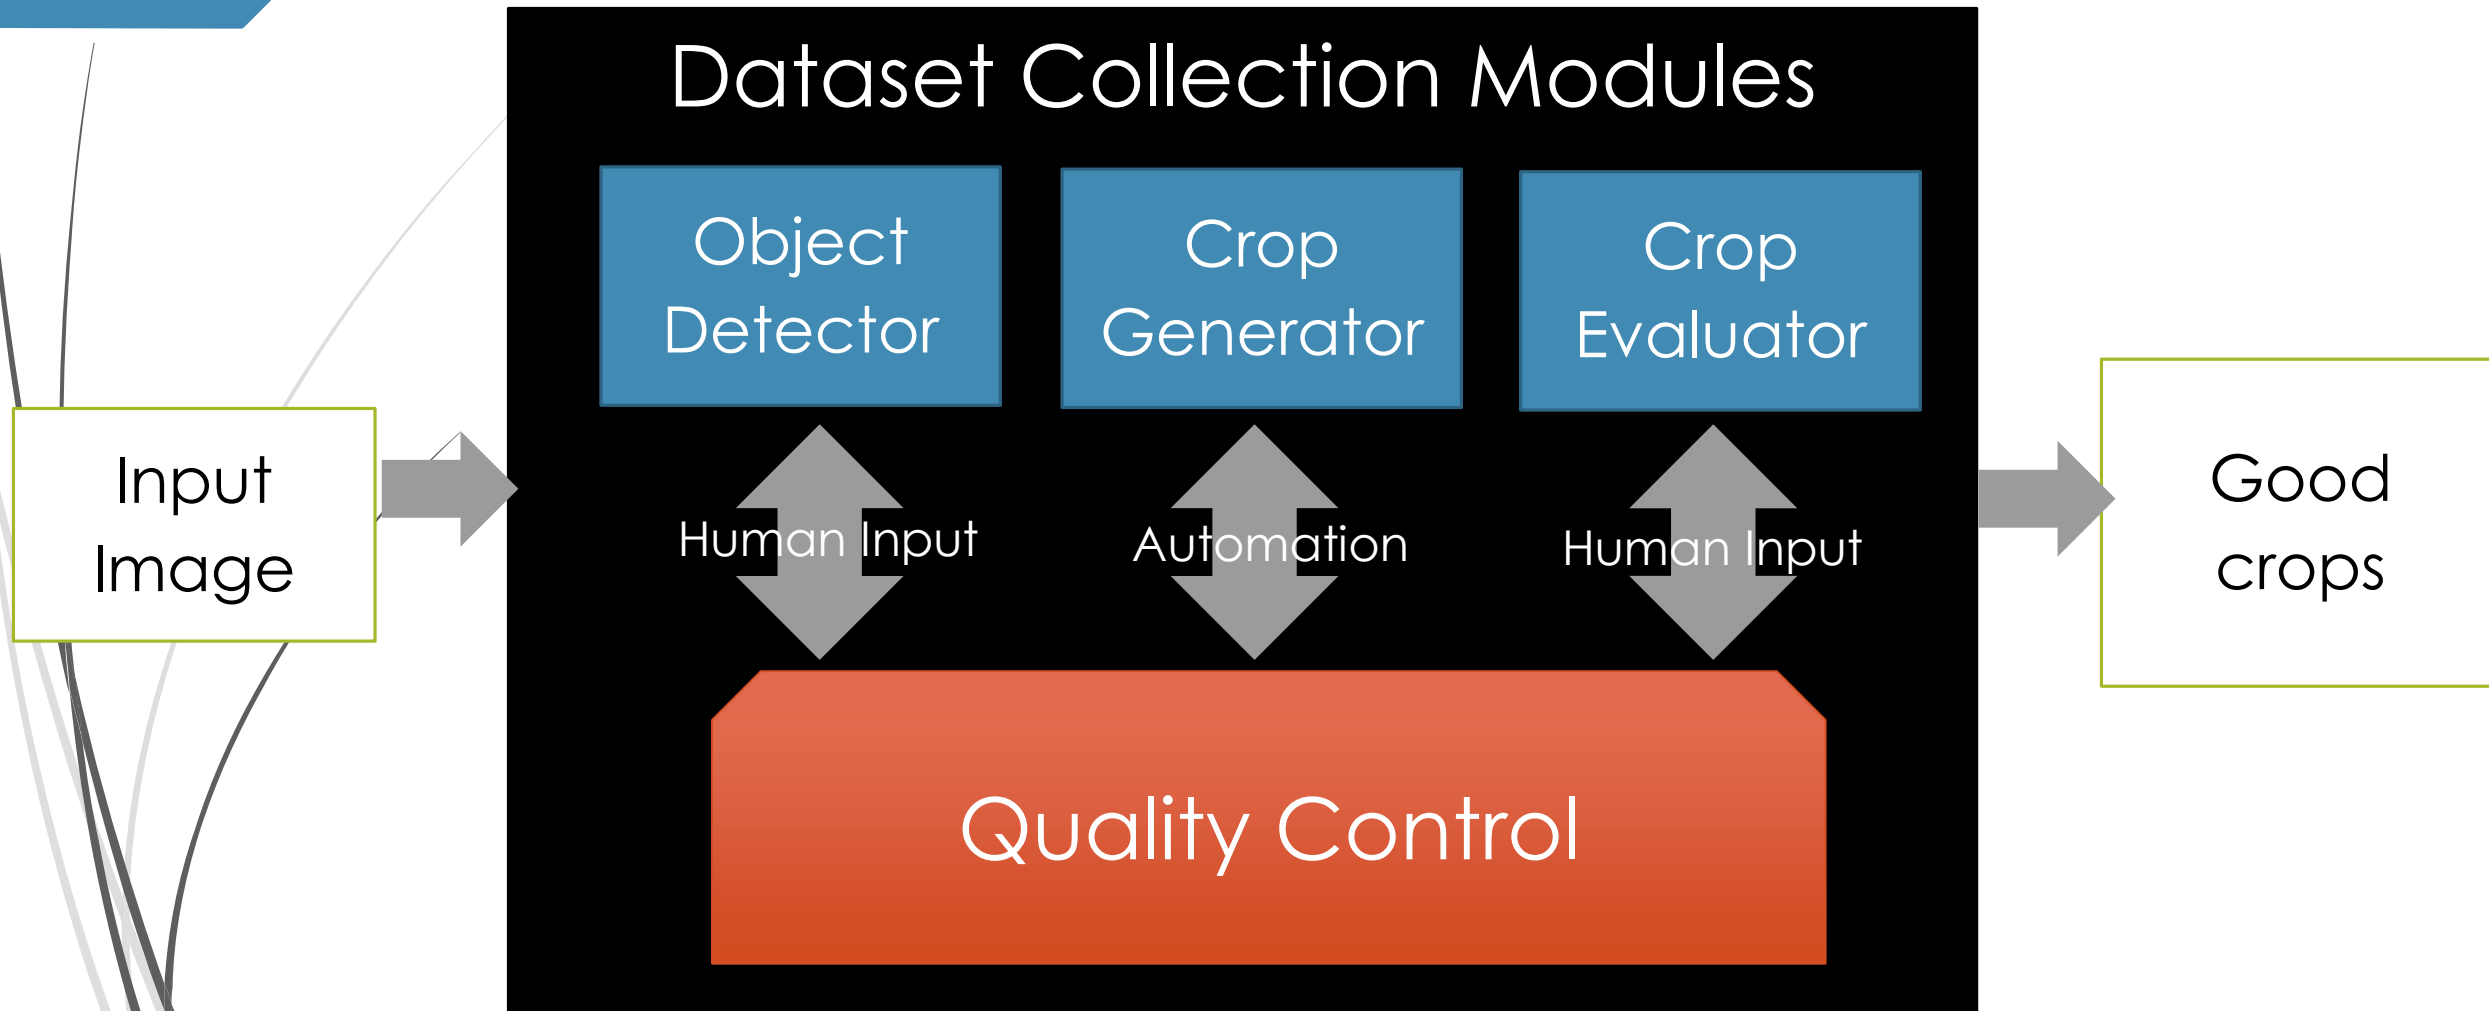 Dataset Collection Modules
Object
Detector
Crop
Generator
Crop
Evaluator
Input
Image
Human Input
Automation
Human Input
Good
crops
Quality Control